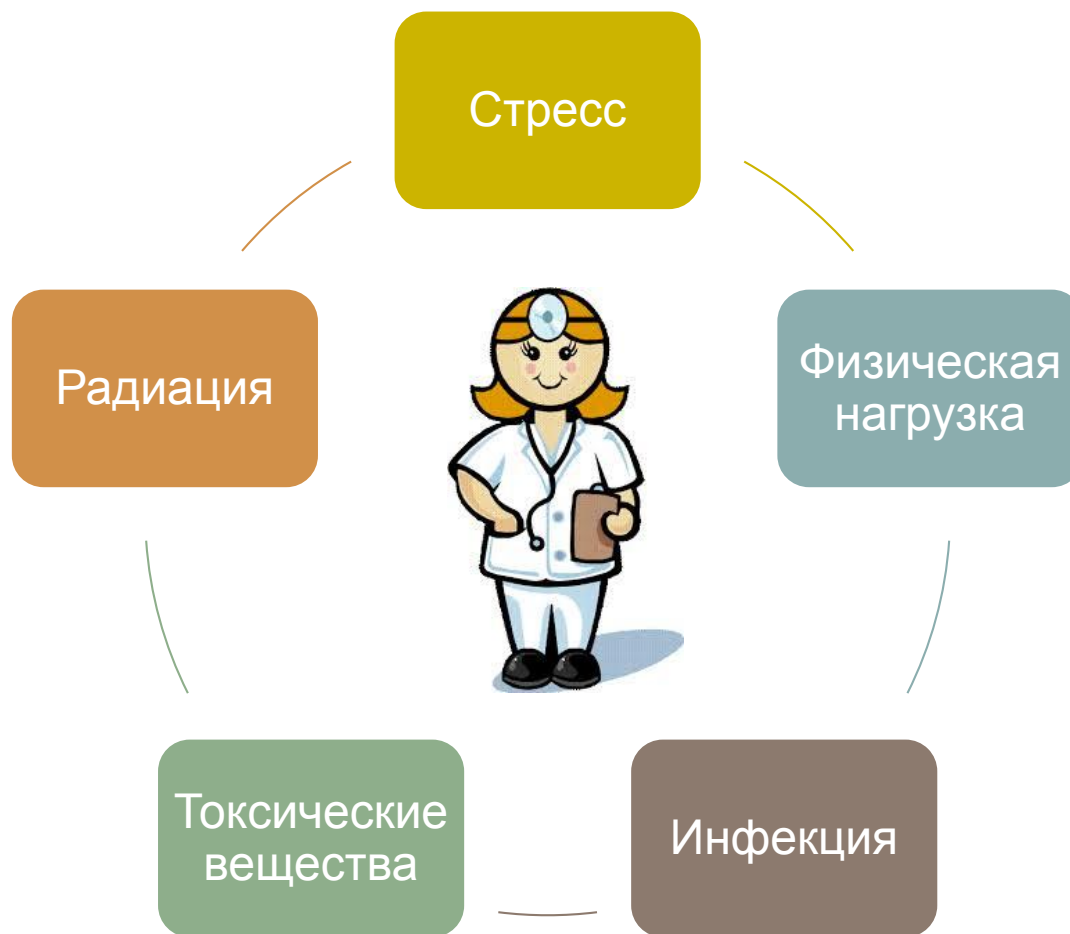 Стресс
Физическая
нагрузка
Инфекция
Токсические
вещества
Радиация